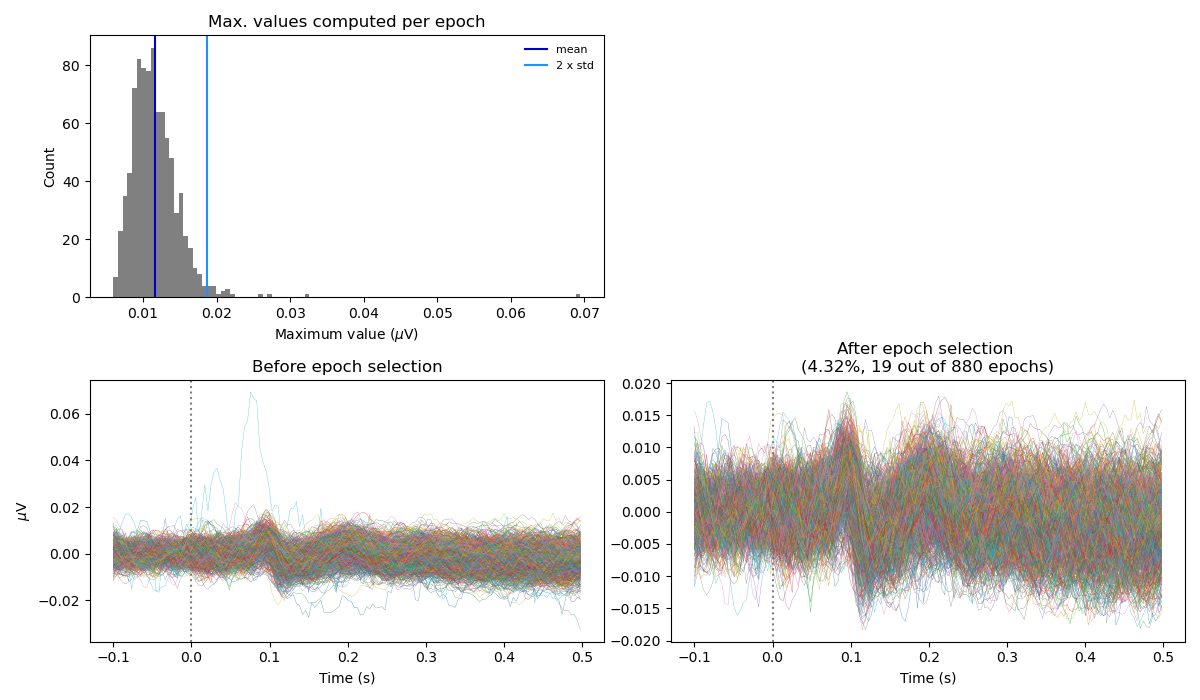 Max. values computed per epoch
Count
80
60
40
20
0
mean
2 x std
0.01 0.02 0.03 0.04 0.05 0.06 0.07
Maximum value (μV)
Before epoch selection
μV
0.06
0.04
0.02
0.00
−0.02
−0.1 0.0 0.1 0.2 0.3 0.4 0.5
Time (s)
After epoch selection
(4.32%, 19 out of 880 epochs)
0.020
0.015
0.010
0.005
0.000
−0.005
−0.010
−0.015
−0.020
−0.1 0.0 0.1 0.2 0.3 0.4 0.5
Time (s)